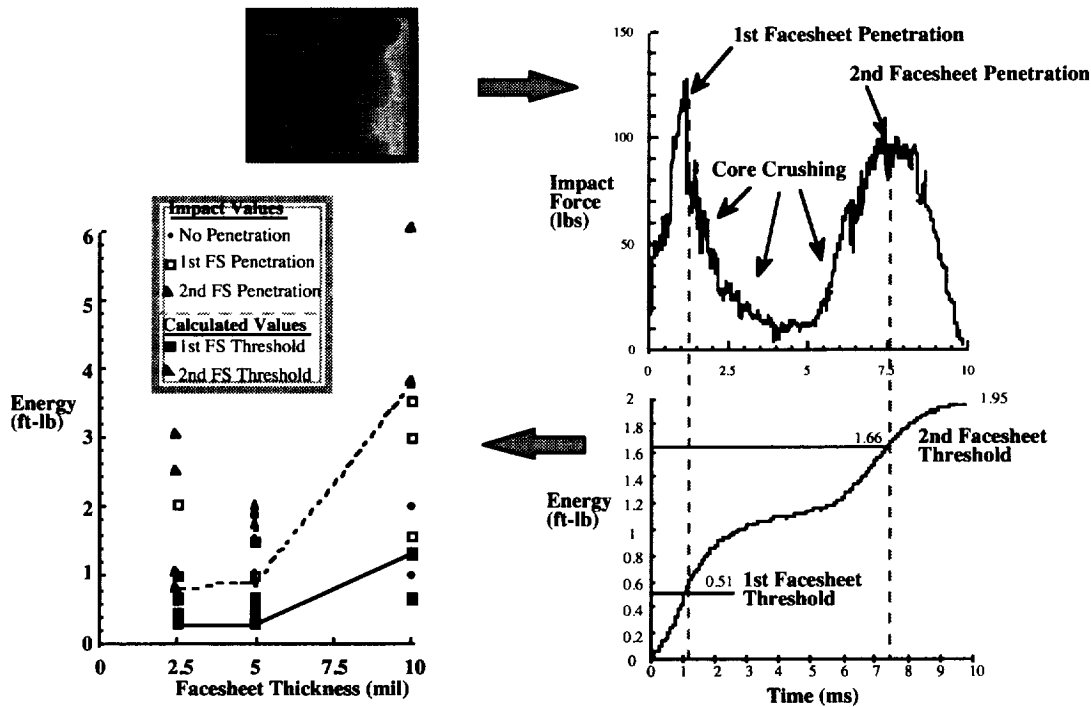 150
1st Facesheet Penetration
2nd Facesheet Penetration
100
Core Crushing
Impact
Force
(lbs)
50
0
0
2.5
5
7.5
10
Impact Values
No Penetration
1st FS Penetration
2nd FS Penetration
Calculated Values
1st FS Threshold
2nd FS Threshold
6
5
4
Energy
(ft-lb)
3
2
1
0
0
2.5
5
7.5
10
Facesheet Thickness (mil)
2
1.8
1.6
1.4
1.2
1
0.8
0.6
0.4
0.2
0
Energy
(ft-lb)
1.95
1.66
2nd Facesheet
Threshold
0.51
1st Facesheet
Threshold
0
1
2
3
4
5
6
7
8
9
10
Time (ms)